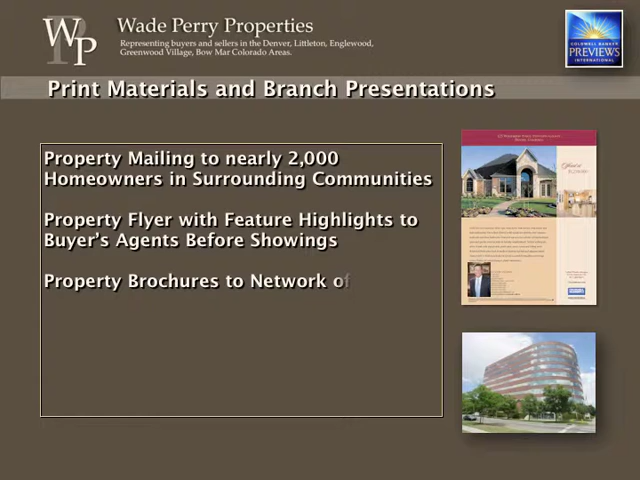 WP
Wade Perry Properties
Representing buyers and sellers in the Denver, Littleton, Englewood,
Greenwood Village, Bow Mar Colorado Areas.
COLDWELL BANKER
PREVIEWS
INTERNATIONAL
Print Materials and Branch Presentations
Property Mailing to nearly 2,000
Homeowners in Surrounding Communities
Property Flyer with Feature Highlights to
Buyer's Agents Before Showings
Property Brochures to Network of